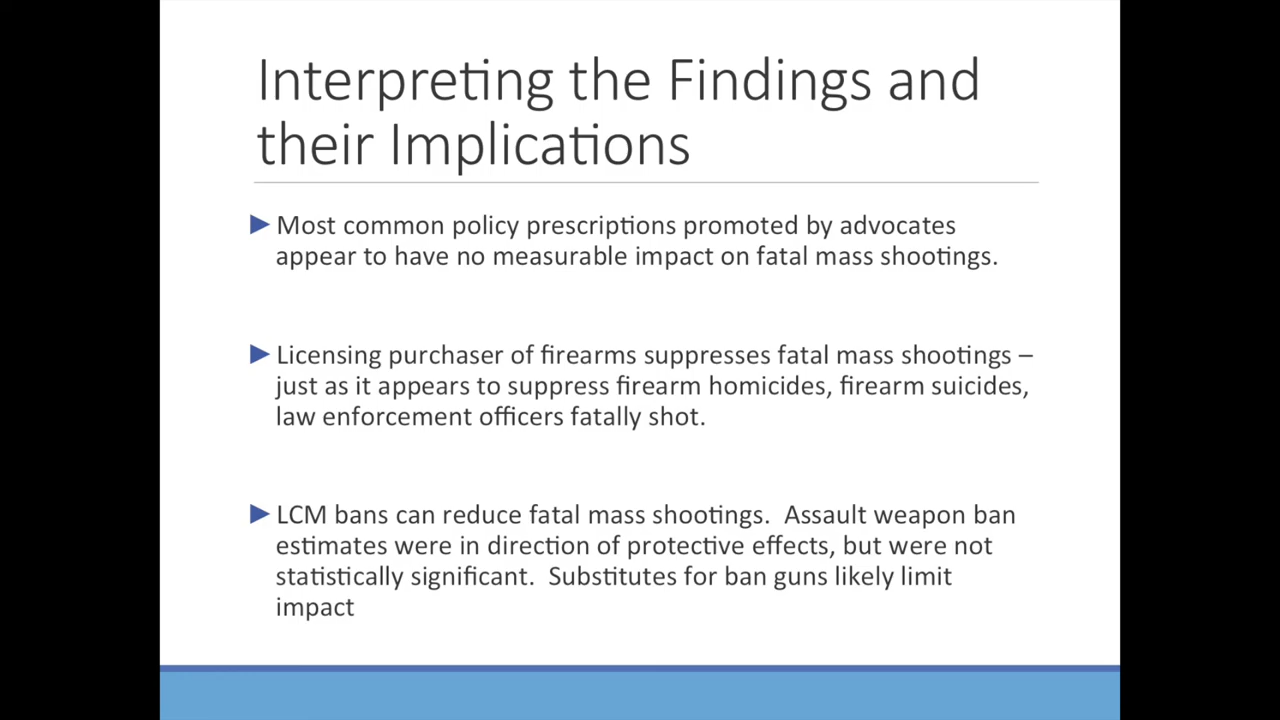 Interpreting the Findings and
their Implications
Most common policy prescriptions promoted by advocates
appear to have no measurable impact on fatal mass shootings.
Licensing purchaser of firearms suppresses fatal mass shootings –
just as it appears to suppress firearm homicides, firearm suicides,
law enforcement officers fatally shot.
LCM bans can reduce fatal mass shootings.  Assault weapon ban
estimates were in direction of protective effects, but were not
statistically significant.  Substitutes for ban guns likely limit
impact